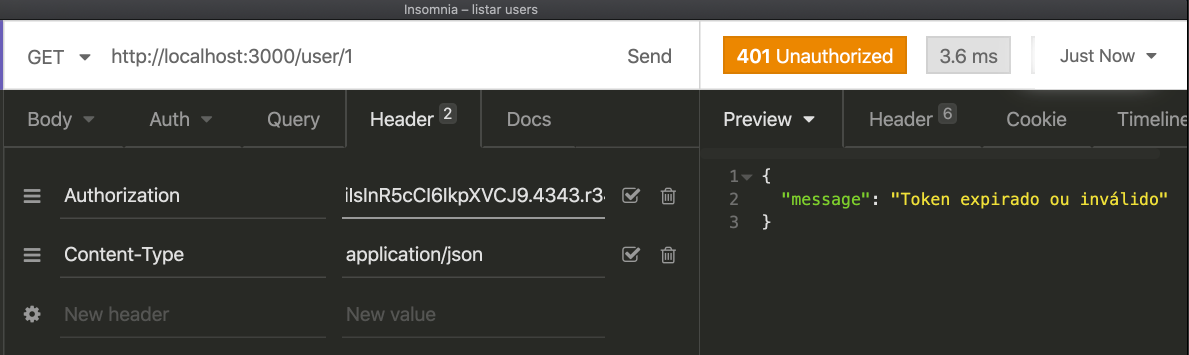 Insomnia – listar users
GET http://localhost:3000/user/1 Send 401 Unauthorized 3.6 ms Just Now
Body Auth Query Header 2 Docs Preview Header 6 Cookie Timeline
Authorization ilsInR5cCI6IkpXVCJ9.4343.r34
Content-Type application/json
New header New value
1 {
2 "message": "Token expirado ou inválido"
3 }